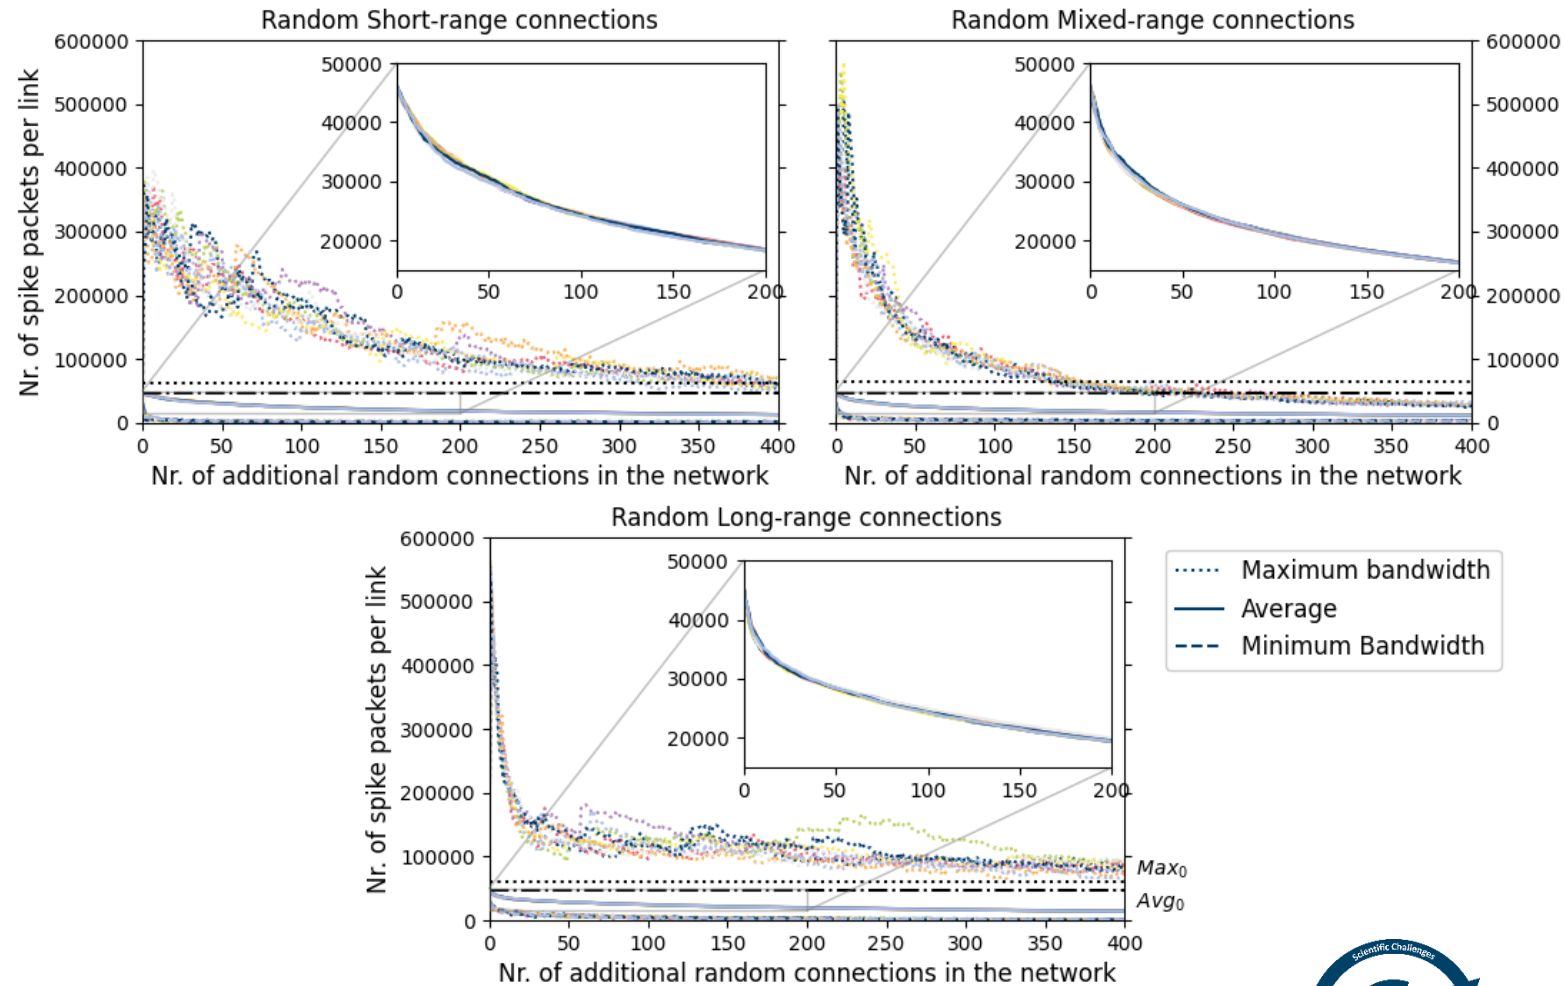 Random Short-range connections
Random Mixed-range connections
600000
500000
400000
300000
200000
100000
0
Nr. of spike packets per link
50000
40000
30000
20000
0 50 100 150 200
0 50 100 150 200 250 300 350 400
Nr. of additional random connections in the network
50000
40000
30000
20000
0 50 100 150 200
600000
500000
400000
300000
200000
100000
0
0 50 100 150 200 250 300 350 400
Nr. of additional random connections in the network
Random Long-range connections
600000
500000
400000
300000
200000
100000
0
Nr. of spike packets per link
50000
40000
30000
20000
0 50 100 150 200
Max₀
Avg₀
0 50 100 150 200 250 300 350 400
Nr. of additional random connections in the network
Maximum bandwidth
Average
Minimum Bandwidth
Scientific Challenges